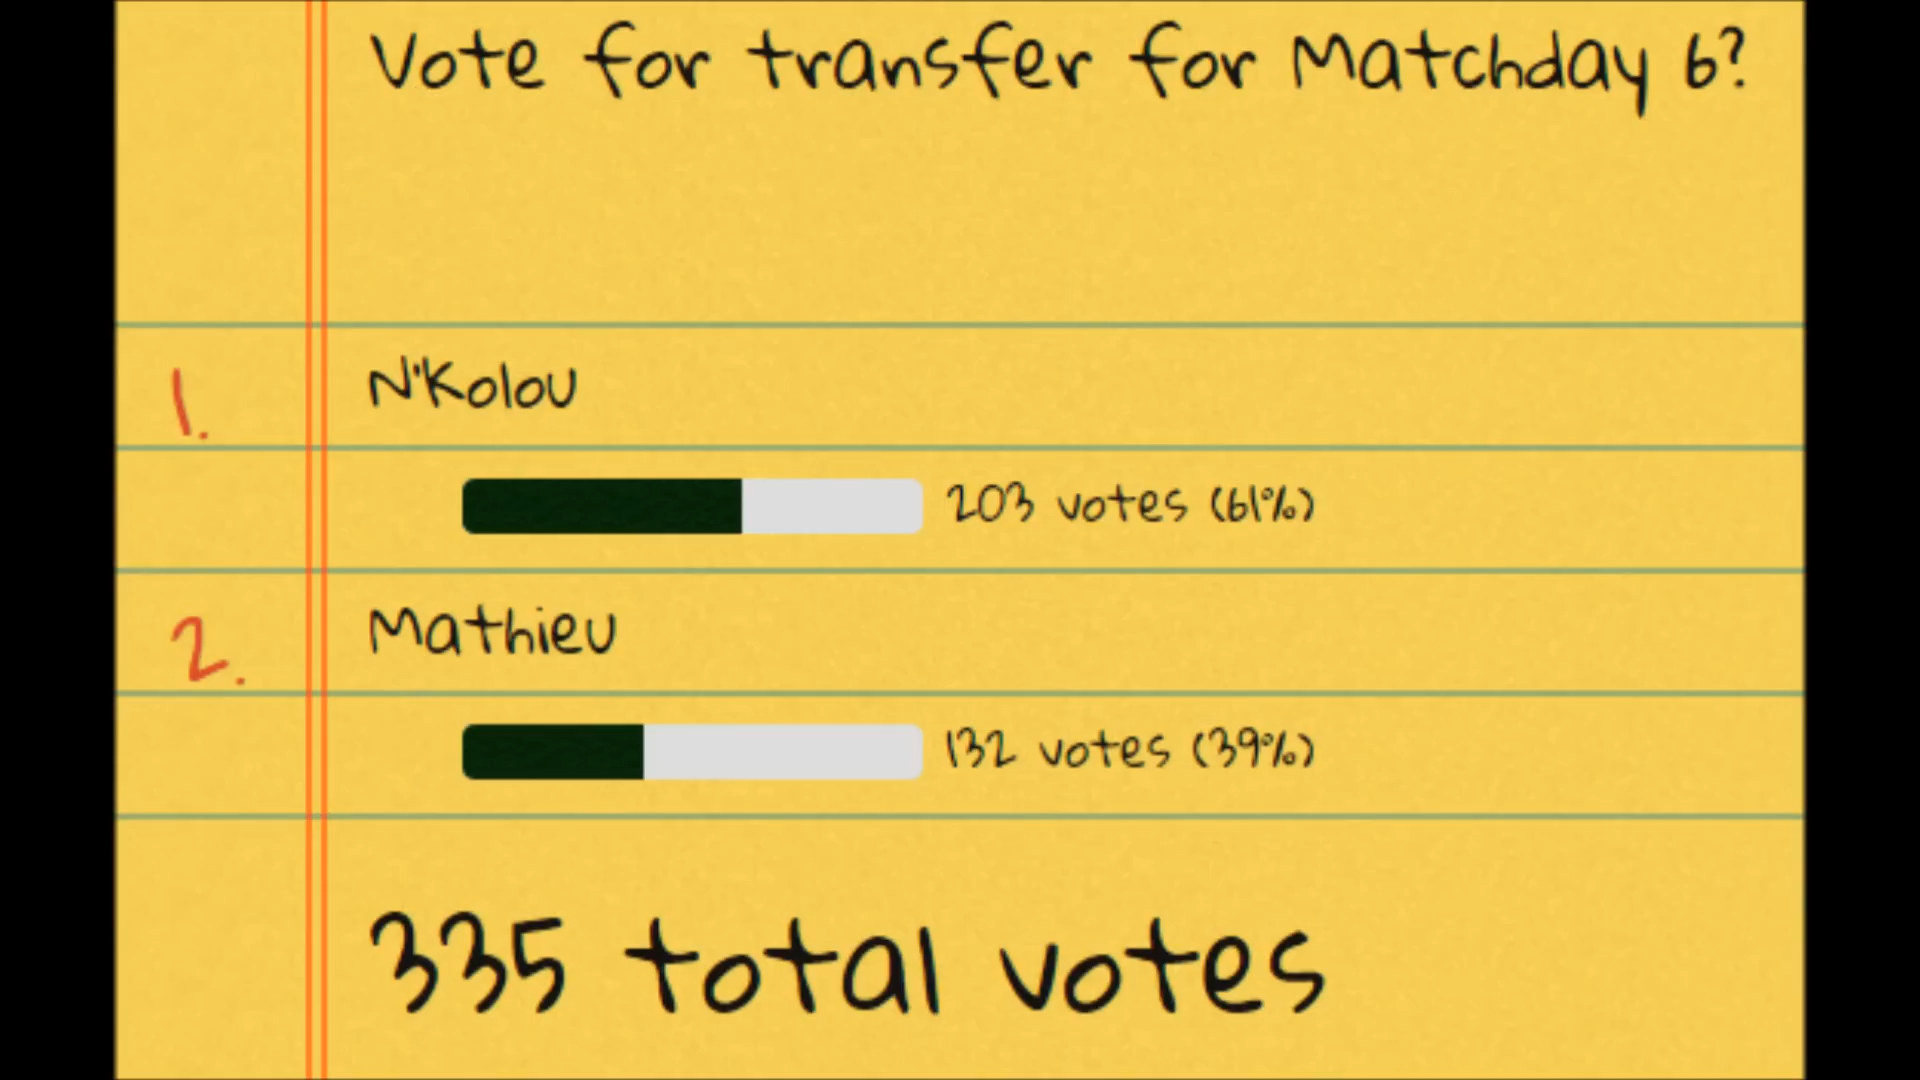 Vote for transfer for Matchday 6?
1. N'Kolou
203 votes (61%)
2. Mathieu
132 votes (39%)
335 total votes